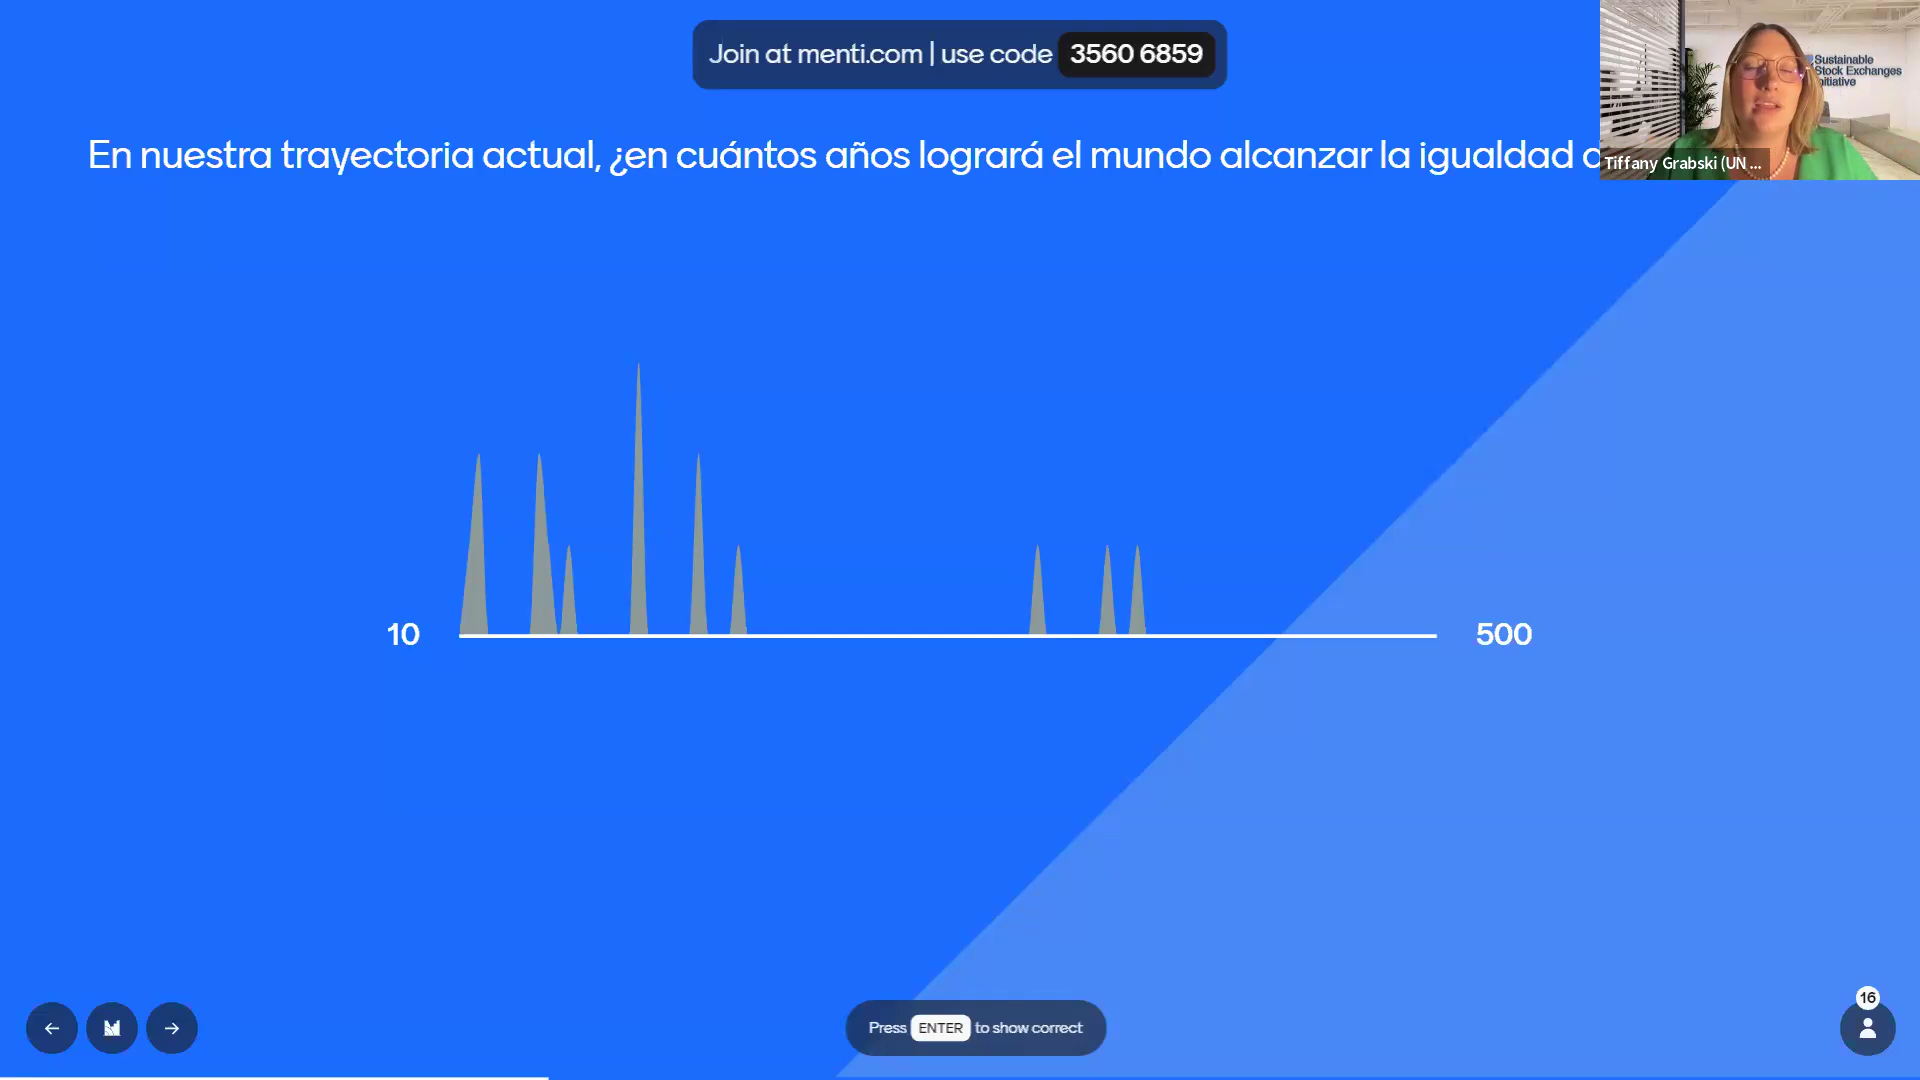 Join at menti.com | use code 3560 6859
Sustainable
Stock Exchanges
Initiative
En nuestra trayectoria actual, ¿en cuántos años logrará el mundo alcanzar la igualdad
Tiffany Grabski (UN ...
10
500
Press ENTER to show correct
16